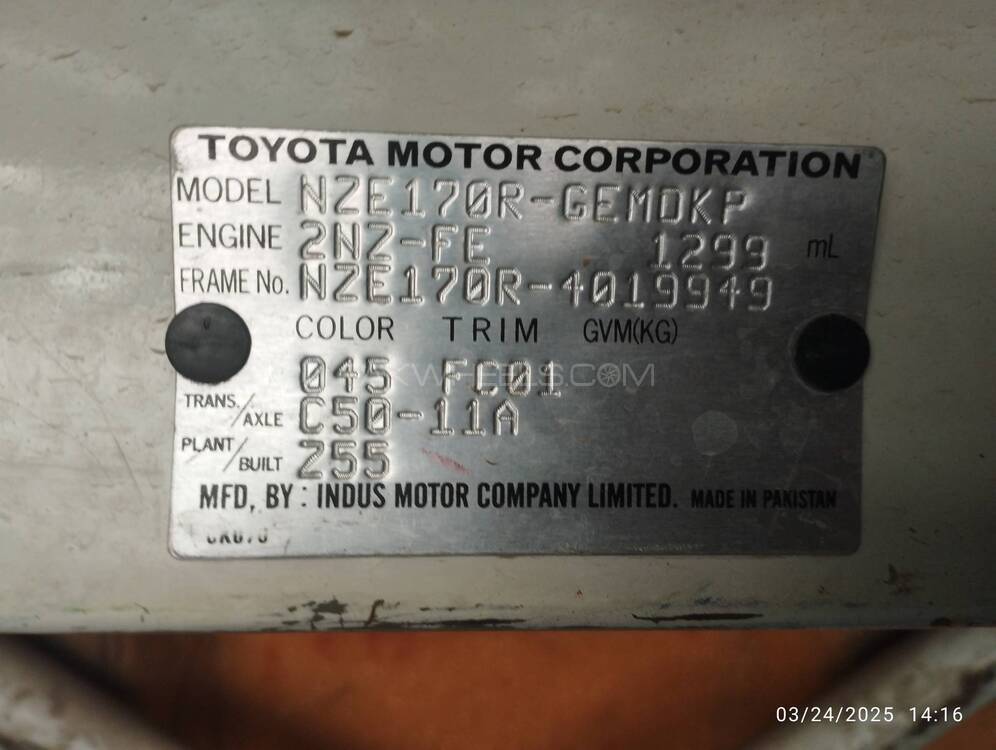 TOYOTA MOTOR CORPORATION
MODEL NZE170R-GEMDKP
ENGINE 2NZ-FE 1299 mL
FRAME No. NZE170R-4019949
COLOR TRIM GVM(KG)
045 FC01
TRANS./AXLE C50-11A
PLANT/BUILT Z55
MFD, BY : INDUS MOTOR COMPANY LIMITED. MADE IN PAKISTAN
03/24/2025 14:16